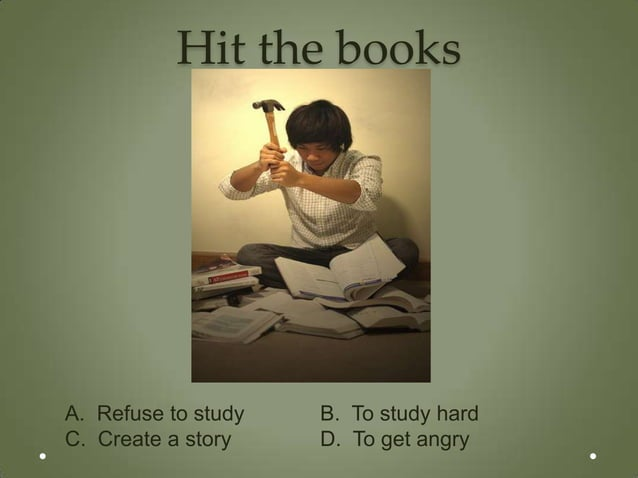 Hit the books
A. Refuse to study
B. To study hard
C. Create a story
D. To get angry